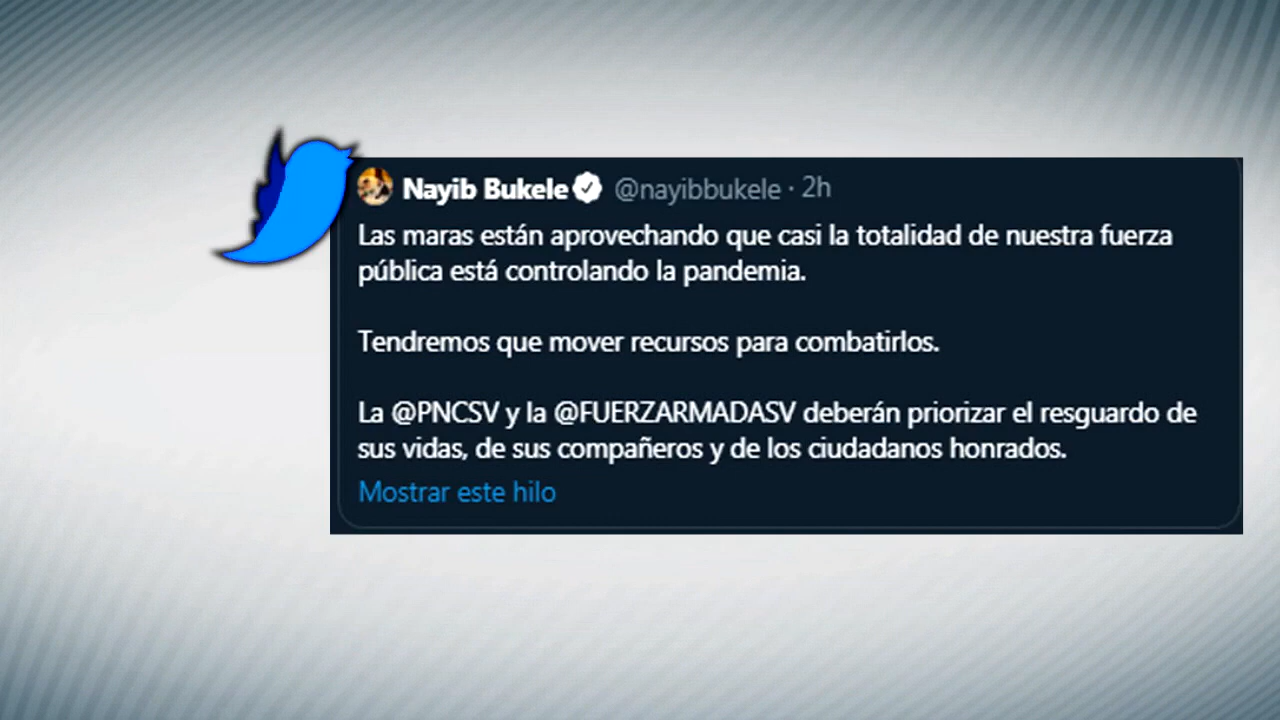 Nayib Bukele @nayibbukele · 2h
Las maras están aprovechando que casi la totalidad de nuestra fuerza
pública está controlando la pandemia.
Tendremos que mover recursos para combatirlos.
La @PNCSV y la @FUERZARMADASV deberán priorizar el resguardo de
sus vidas, de sus compañeros y de los ciudadanos honrados.
Mostrar este hilo